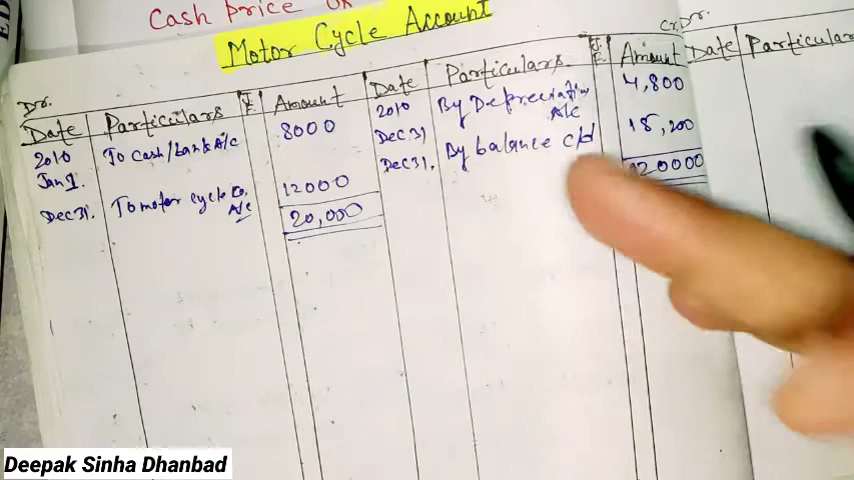 Cash Price
Motor Cycle Account
Dr.
Cr.
Date Particulars J.F. Amount Date Particulars J.F. Amount
2010 To Cash/bank A/c 8000
Jan 1.
Dec 31. To motor cycle Co. A/c 12000
20,000
2010 By Depreciation A/c 4,800
Dec 31
Dec 31. By balance c/d 15,200
20000
Dr.
Date Particulars
Deepak Sinha Dhanbad